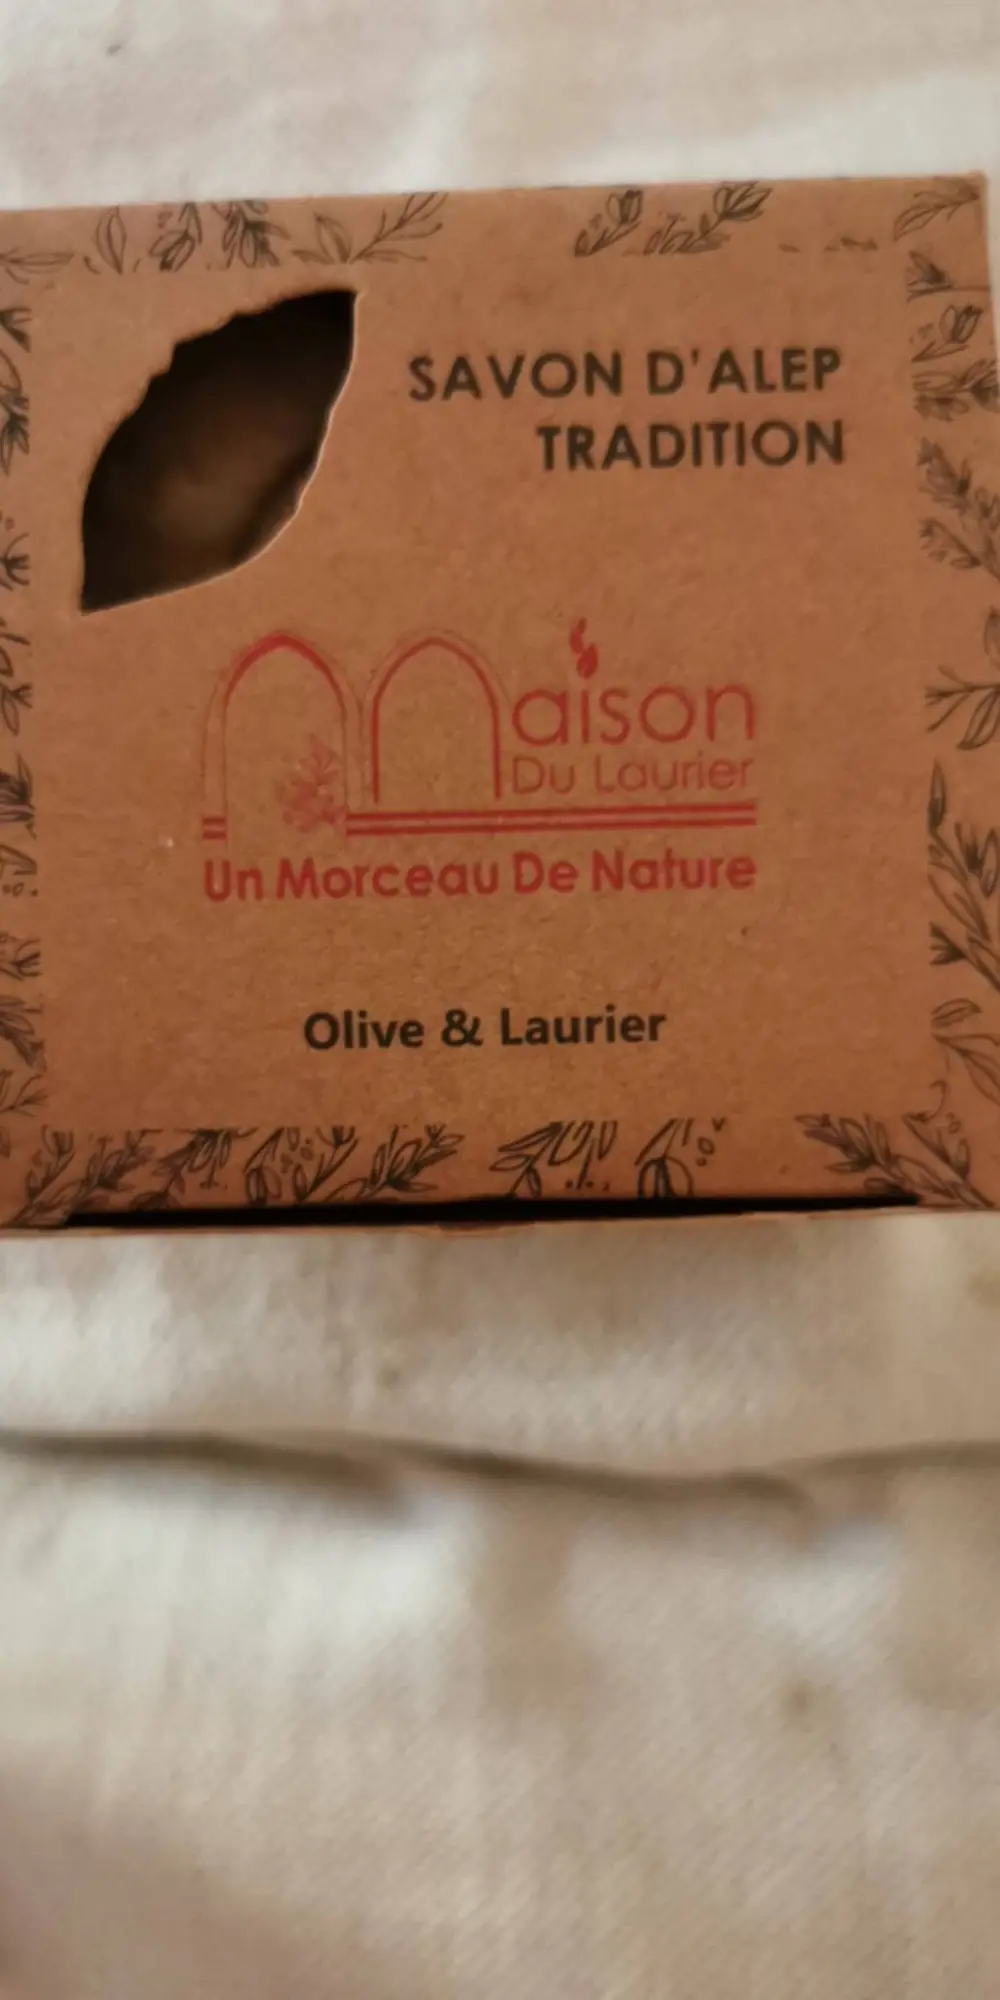 SAVON D'ALEP
TRADITION
Maison
Du Laurier
Un Morceau De Nature
Olive & Laurier